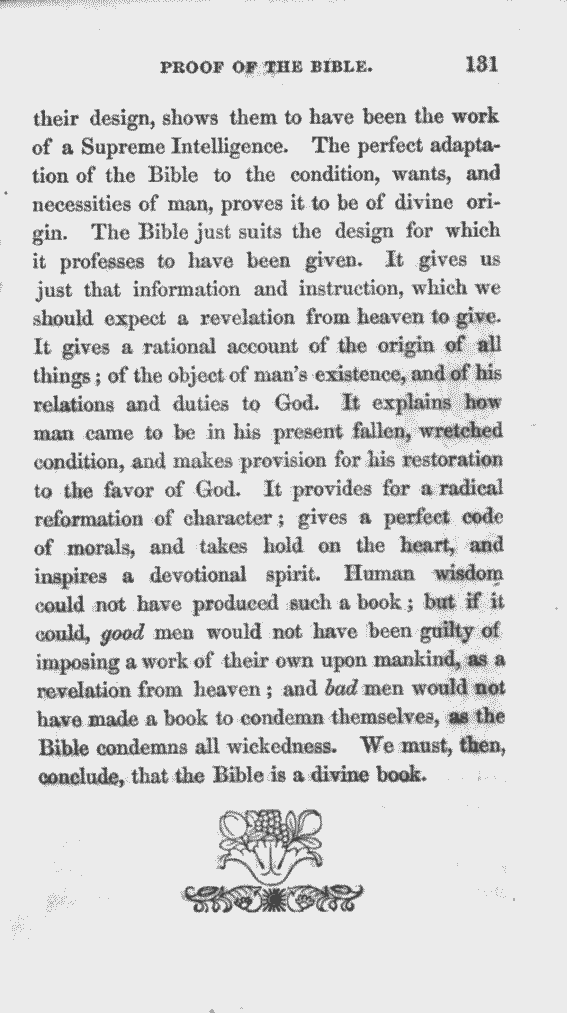 PROOF OF THE BIBLE. 131
their design, shows them to have been the work
of a Supreme Intelligence. The perfect adapta-
tion of the Bible to the condition, wants, and
necessities of man, proves it to be of divine ori-
gin. The Bible just suits the design for which
it professes to have been given. It gives us
just that information and instruction, which we
should expect a revelation from heaven to give.
It gives a rational account of the origin of all
things; of the object of man's existence, and of his
relations and duties to God. It explains how
man came to be in his present fallen, wretched
condition, and makes provision for his restoration
to the favor of God. It provides for a radical
reformation of character; gives a perfect code
of morals, and takes hold on the heart, and
inspires a devotional spirit. Human wisdom
could not have produced such a book; but if it
could, good men would not have been guilty of
imposing a work of their own upon mankind, as a
revelation from heaven; and bad men would not
have made a book to condemn themselves, as the
Bible condemns all wickedness. We must, then,
conclude, that the Bible is a divine book.